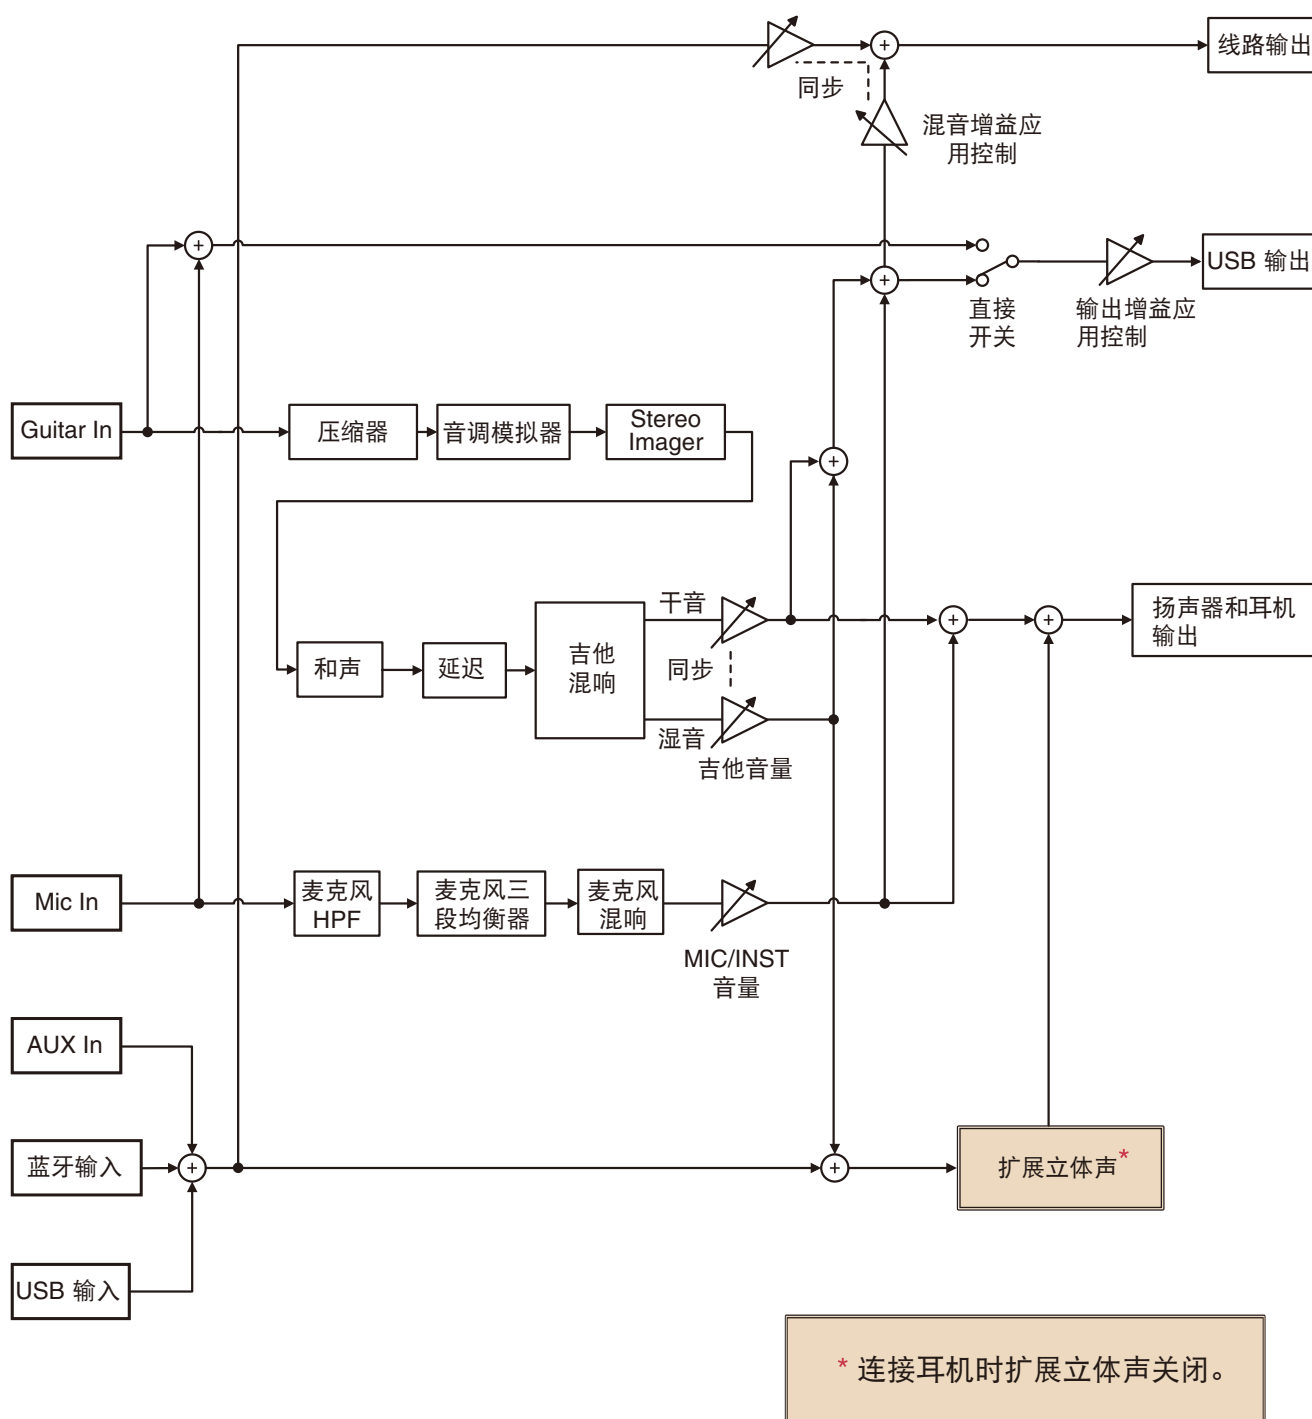 线路输出
同步
混音增益应
用控制
USB 输出
直接
开关
输出增益应
用控制
Guitar In
压缩器
音调模拟器
Stereo
Imager
干音
扬声器和耳机
输出
和声
延迟
吉他
混响
同步
湿音
吉他音量
Mic In
麦克风
HPF
麦克风三
段均衡器
麦克风
混响
MIC/INST
音量
AUX In
蓝牙输入
扩展立体声*
USB 输入
* 连接耳机时扩展立体声关闭。